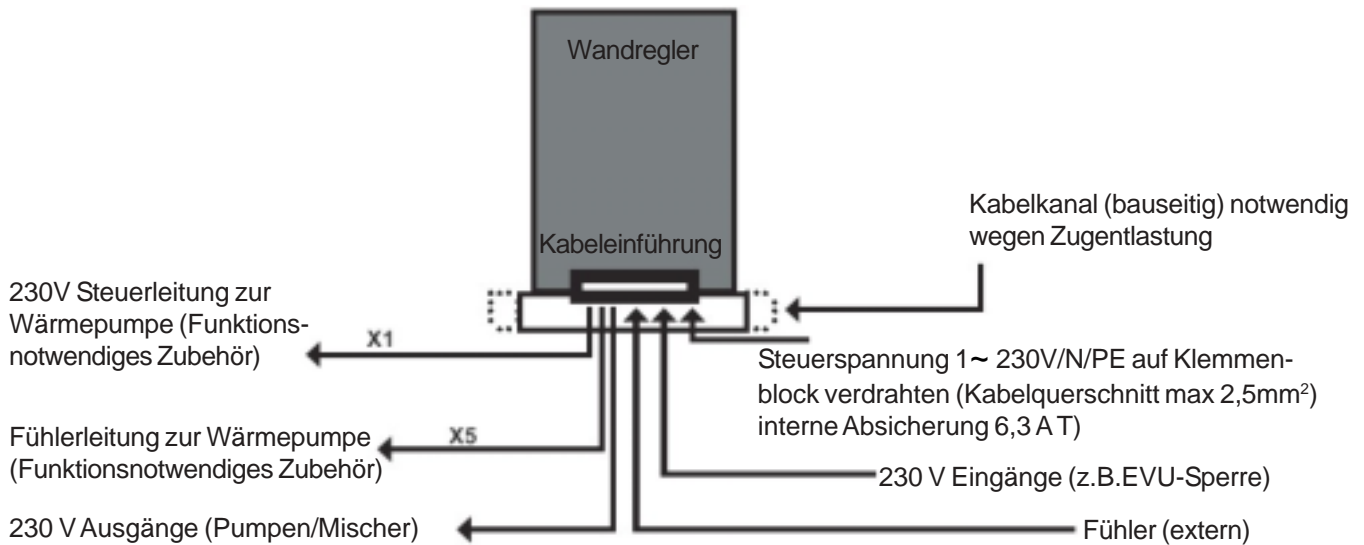 Wandregler
Kabeleinführung
Kabelkanal (bauseitig) notwendig
wegen Zugentlastung
230V Steuerleitung zur
Wärmepumpe (Funktions-
notwendiges Zubehör)
X1
Steuerspannung 1~ 230V/N/PE auf Klemmen-
block verdrahten (Kabelquerschnitt max 2,5mm²)
interne Absicherung 6,3 A T)
Fühlerleitung zur Wärmepumpe
(Funktionsnotwendiges Zubehör)
X5
230 V Eingänge (z.B.EVU-Sperre)
230 V Ausgänge (Pumpen/Mischer)
Fühler (extern)